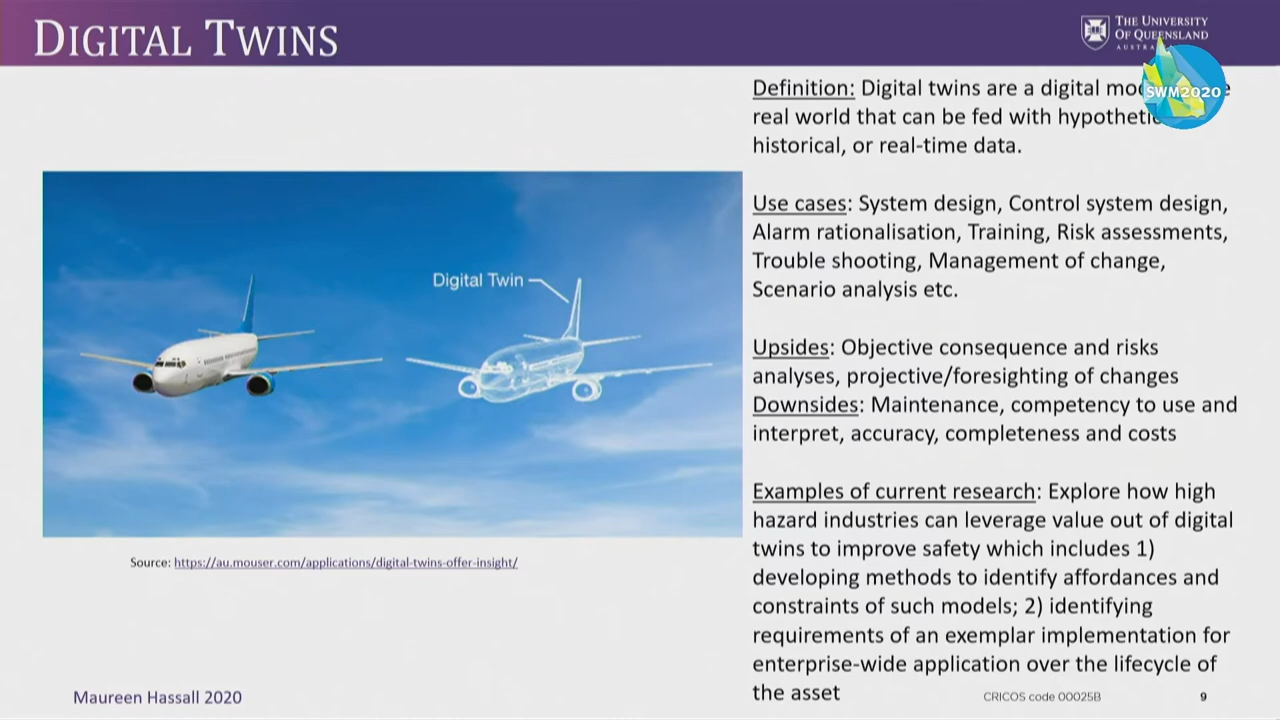 DIGITAL TWINS
THE UNIVERSITY
OF QUEENSLAND
SWM2020
Definition: Digital twins are a digital
real world that can be fed with
historical, or real-time data.
Use cases: System design, Control system design,
Alarm rationalisation, Training, Risk assessments,
Trouble shooting, Management of change,
Scenario analysis etc.
Upsides: Objective consequence and risks
analyses, projective/foresighting of changes
Downsides: Maintenance, competency to use and
interpret, accuracy, completeness and costs
Examples of current research: Explore how high
hazard industries can leverage value out of digital
twins to improve safety which includes 1)
developing methods to identify affordances and
constraints of such models; 2) identifying
requirements of an exemplar implementation for
enterprise-wide application over the lifecycle of
the asset
Digital Twin
Source: https://au.mouser.com/applications/digital-twins-offer-insight/
Maureen Hassall 2020
CRICOS code 00025B
9